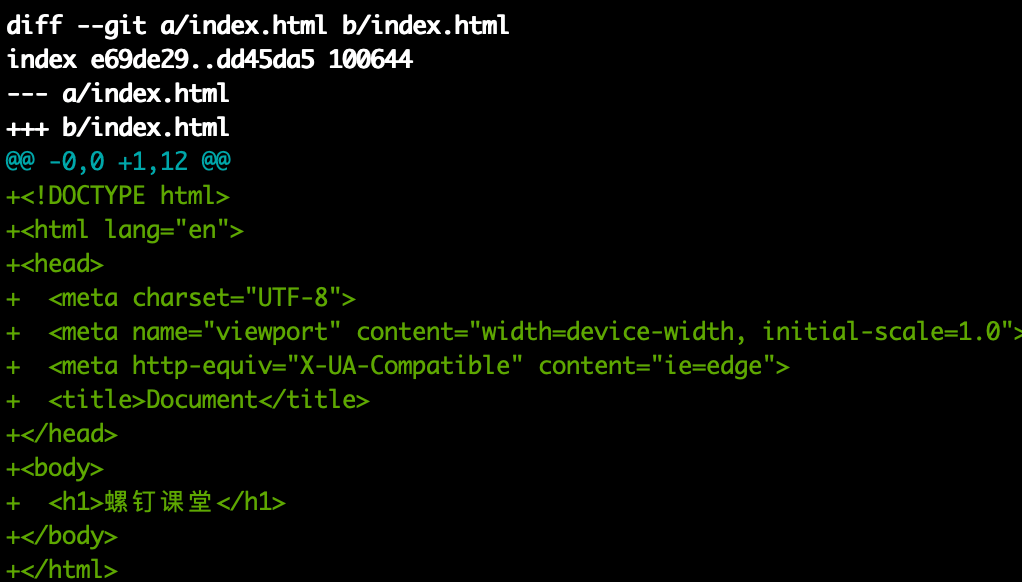 diff --git a/index.html b/index.html
index e69de29..dd45da5 100644
--- a/index.html
+++ b/index.html
@@ -0,0 +1,12 @@
+<!DOCTYPE html>
+<html lang="en">
+<head>
+  <meta charset="UTF-8">
+  <meta name="viewport" content="width=device-width, initial-scale=1.0">
+  <meta http-equiv="X-UA-Compatible" content="ie=edge">
+  <title>Document</title>
+</head>
+<body>
+  <h1>螺钉课堂</h1>
+</body>
+</html>